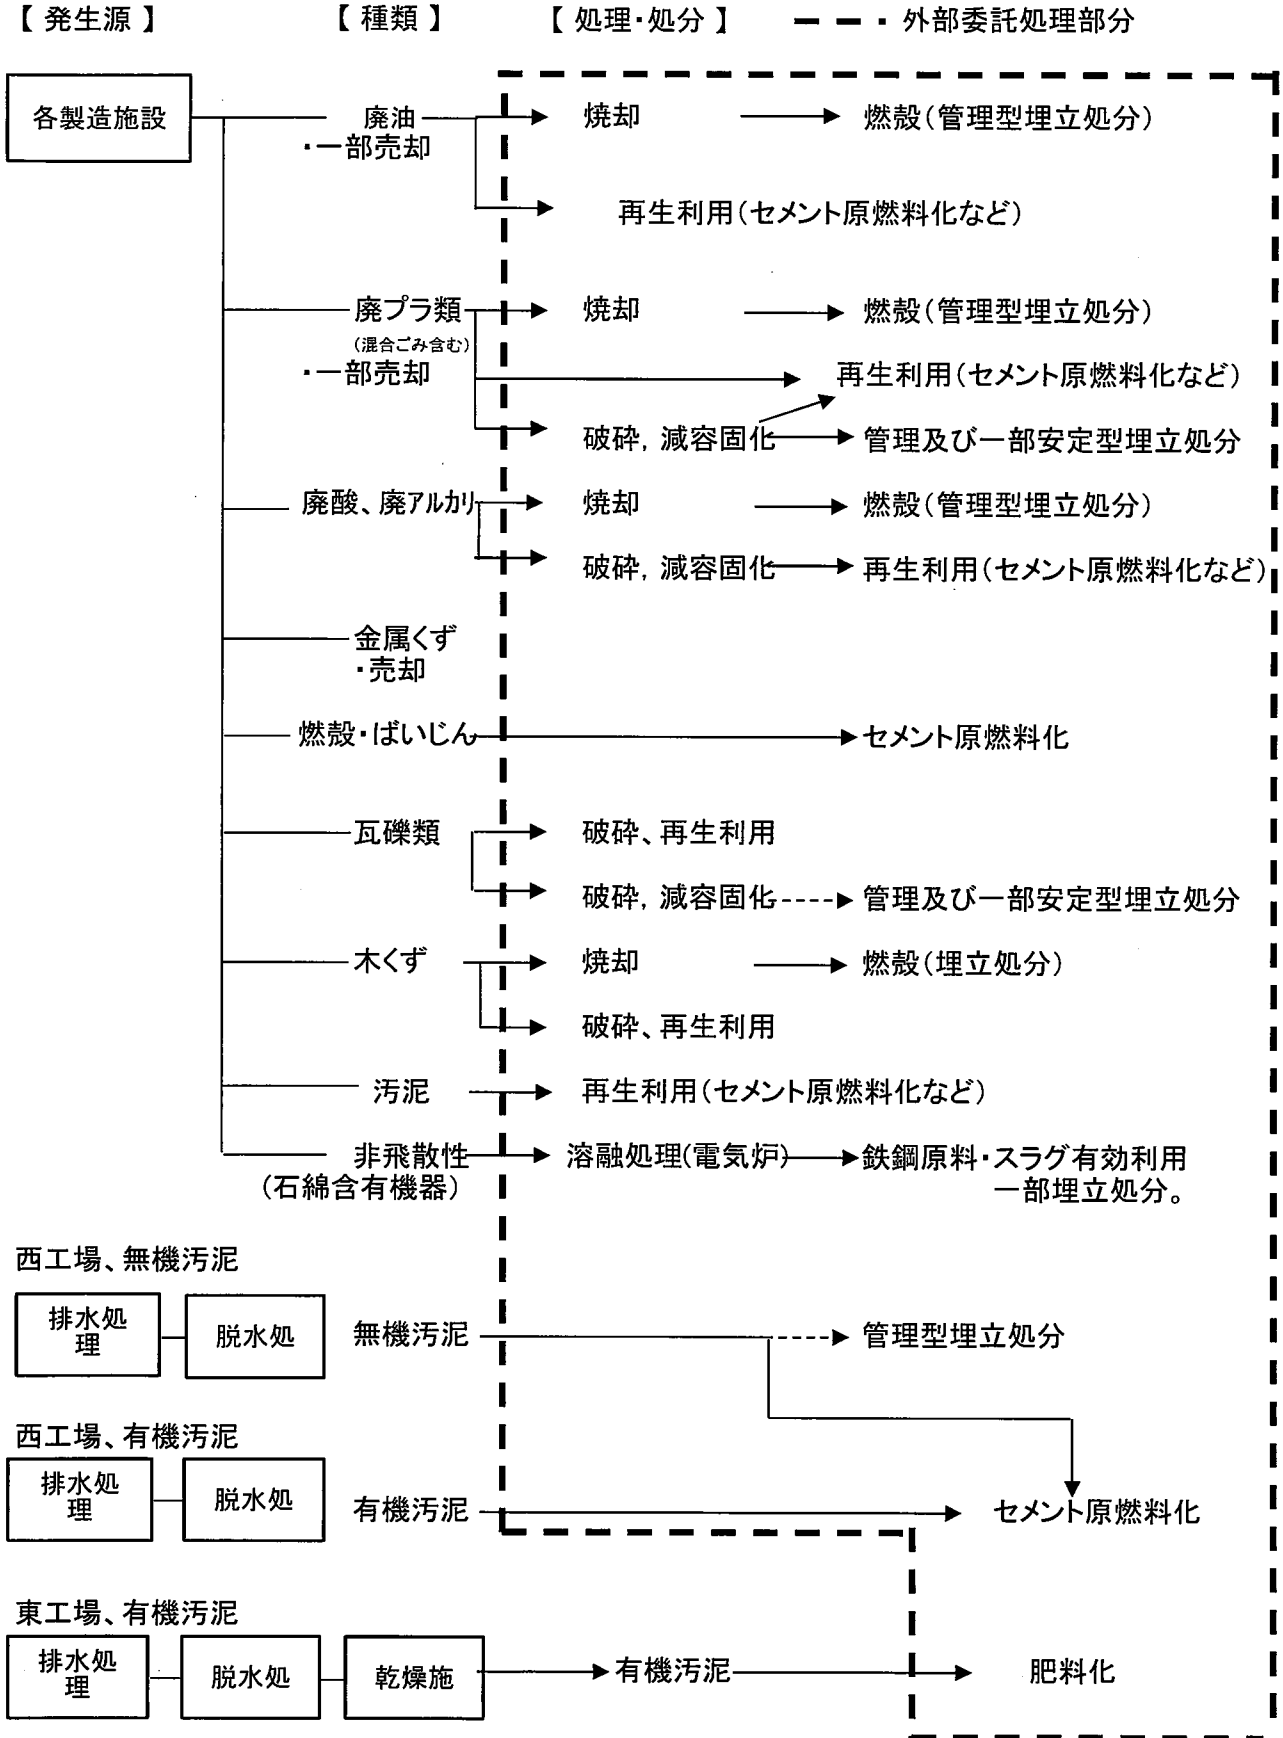 【 発生源 】 【 種類 】 【 処理・処分 】 外部委託処理部分
各製造施設 廃油 焼却 燃殻(管理型埋立処分)
・一部売却
再生利用(セメント原燃料化など)
廃プラ類 焼却 燃殻(管理型埋立処分)
(混合ごみ含む)
・一部売却 再生利用(セメント原燃料化など)
破砕, 減容固化 管理及び一部安定型埋立処分
廃酸、廃アルカリ 焼却 燃殻(管理型埋立処分)
破砕, 減容固化 再生利用(セメント原燃料化など)
金属くず
・売却
燃殻・ばいじん セメント原燃料化
瓦礫類 破砕、再生利用
破砕, 減容固化 管理及び一部安定型埋立処分
木くず 焼却 燃殻(埋立処分)
破砕、再生利用
汚泥 再生利用(セメント原燃料化など)
非飛散性 溶融処理(電気炉) 鉄鋼原料・スラグ有効利用
(石綿含有機器) 一部埋立処分。
西工場、無機汚泥
排水処
理 脱水処 無機汚泥 管理型埋立処分
西工場、有機汚泥
排水処
理 脱水処 有機汚泥 セメント原燃料化
東工場、有機汚泥
排水処
理 脱水処 乾燥施 有機汚泥 肥料化